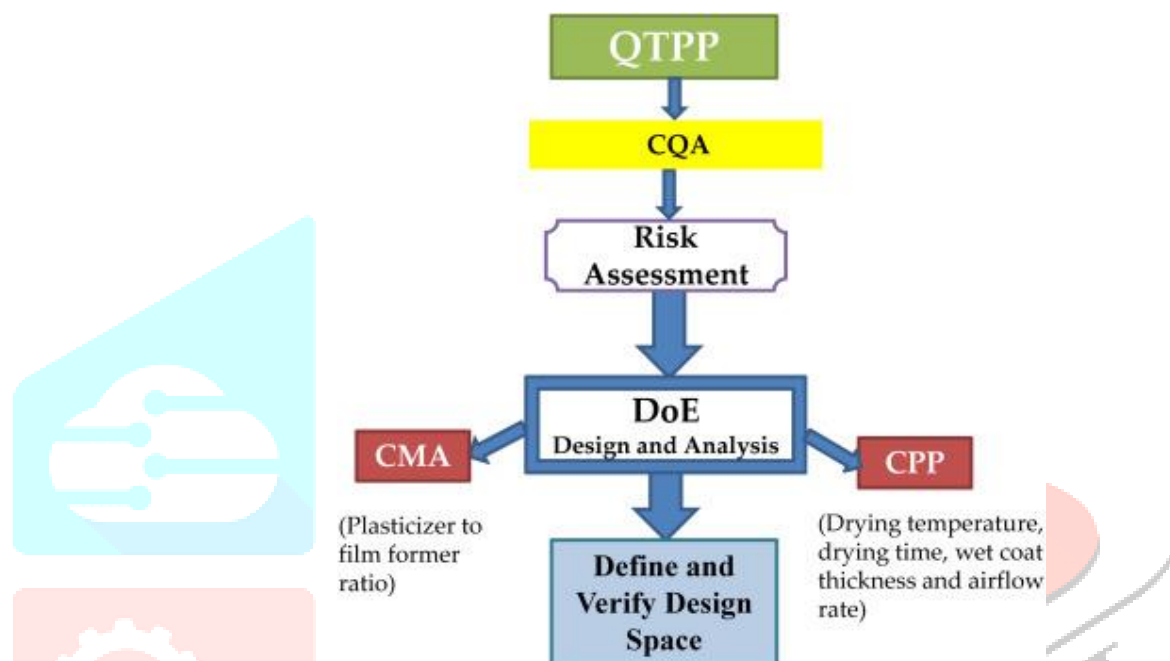 QTPP
CQA
Risk
Assessment
DoE
Design and Analysis
CMA
CPP
(Plasticizer to
film former
ratio)
(Drying temperature,
drying time, wet coat
thickness and airflow
rate)
Define and
Verify Design
Space